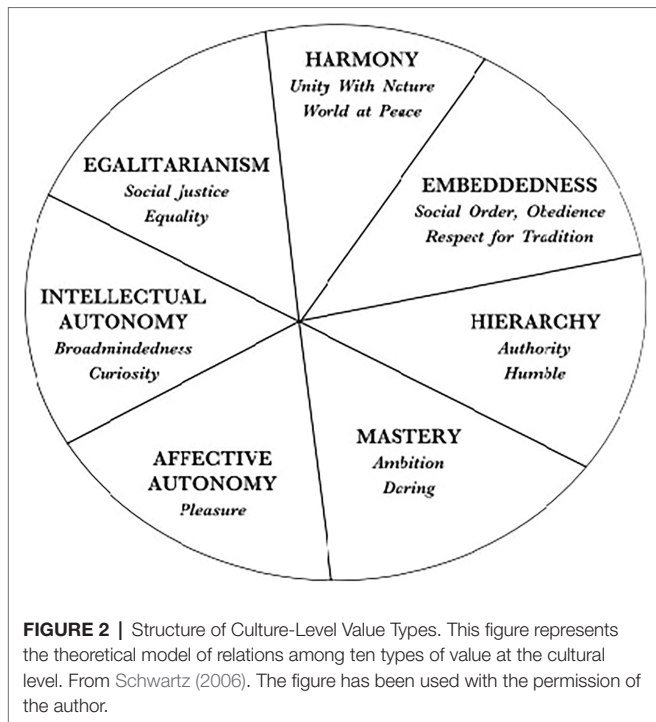 HARMONY
Unity With Nature
World at Peace
EGALITARIANISM
Social Justice
Equality
EMBEDDEDNESS
Social Order, Obedience
Respect for Tradition
INTELLECTUAL
AUTONOMY
Broadmindedness
Curiosity
HIERARCHY
Authority
Humble
AFFECTIVE
AUTONOMY
Pleasure
MASTERY
Ambition
Daring
FIGURE 2 | Structure of Culture-Level Value Types. This figure represents
the theoretical model of relations among ten types of value at the cultural
level. From Schwartz (2006). The figure has been used with the permission of
the author.